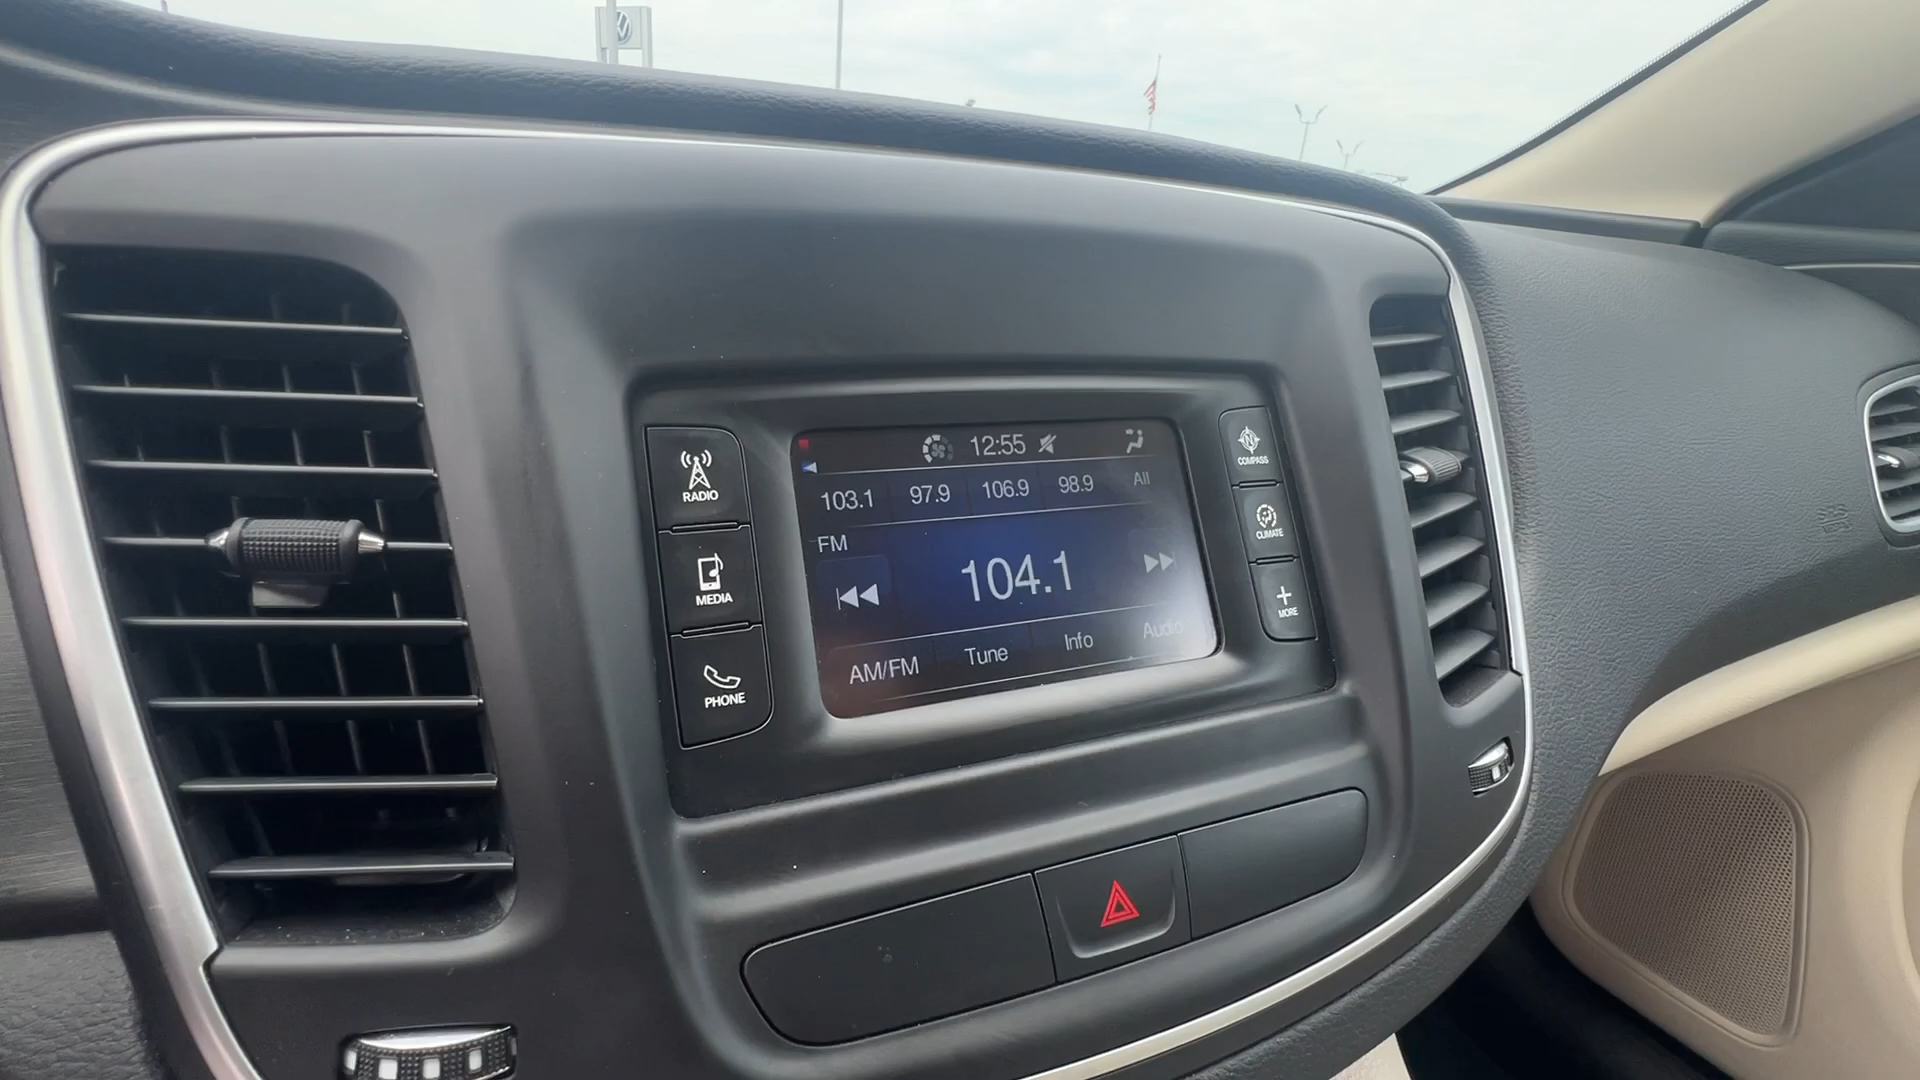 RADIO
MEDIA
PHONE
12:55
103.1 97.9 106.9 98.9 All
FM
104.1
AM/FM Tune Info Audio
N
COMPASS
CLIMATE
MORE